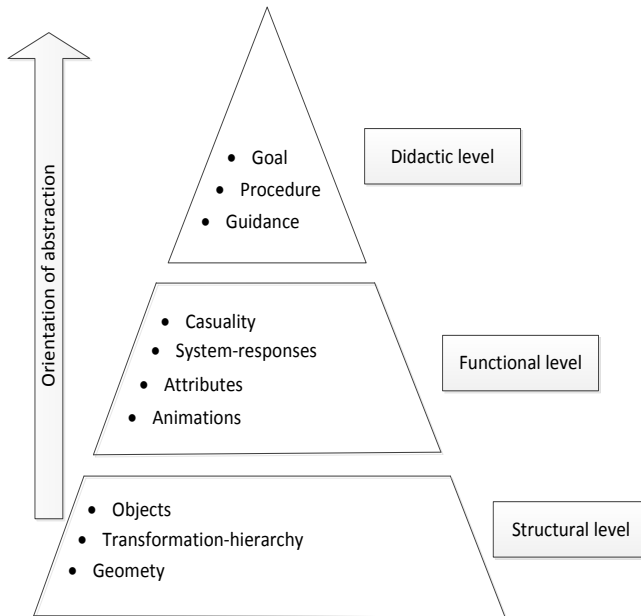 Orientation of abstraction
• Goal
• Procedure
• Guidance
Didactic level
• Casuality
• System-responses
• Attributes
• Animations
Functional level
• Objects
• Transformation-hierarchy
• Geomety
Structural level